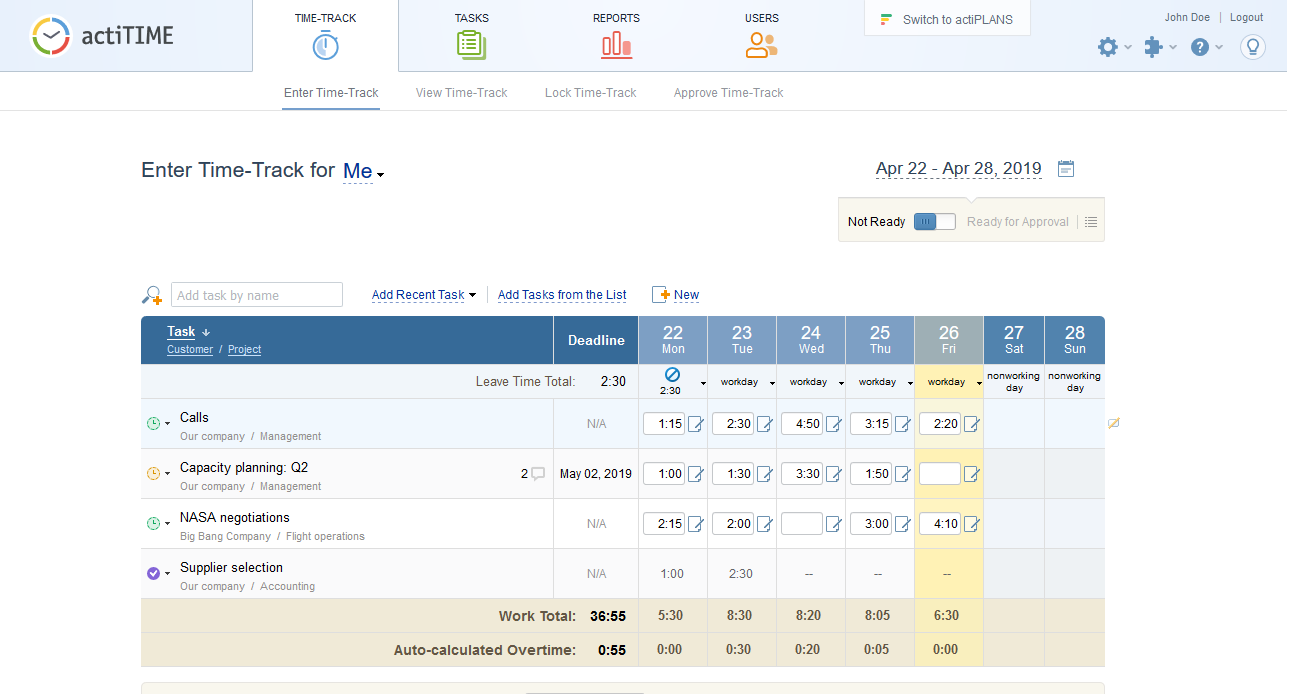 actiTIME
TIME-TRACK
TASKS
REPORTS
USERS
Switch to actiPLANS
John Doe | Logout
Enter Time-Track
View Time-Track
Lock Time-Track
Approve Time-Track
Enter Time-Track for Me
Apr 22 - Apr 28, 2019
Not Ready
Ready for Approval
Add task by name
Add Recent Task
Add Tasks from the List
New
Task
Customer / Project
Deadline
22 Mon
23 Tue
24 Wed
25 Thu
26 Fri
27 Sat
28 Sun
Leave Time Total: 2:30
2:30
workday
workday
workday
workday
nonworking day
nonworking day
Calls
Our company / Management
N/A 1:15 2:30 4:50 3:15 2:20
Capacity planning: Q2
Our company / Management
2 May 02, 2019 1:00 1:30 3:30 1:50
NASA negotiations
Big Bang Company / Flight operations
N/A 2:15 2:00 3:00 4:10
Supplier selection
Our company / Accounting
N/A 1:00 2:30 -- -- --
Work Total: 36:55 5:30 8:30 8:20 8:05 6:30
Auto-calculated Overtime: 0:55 0:00 0:30 0:20 0:05 0:00